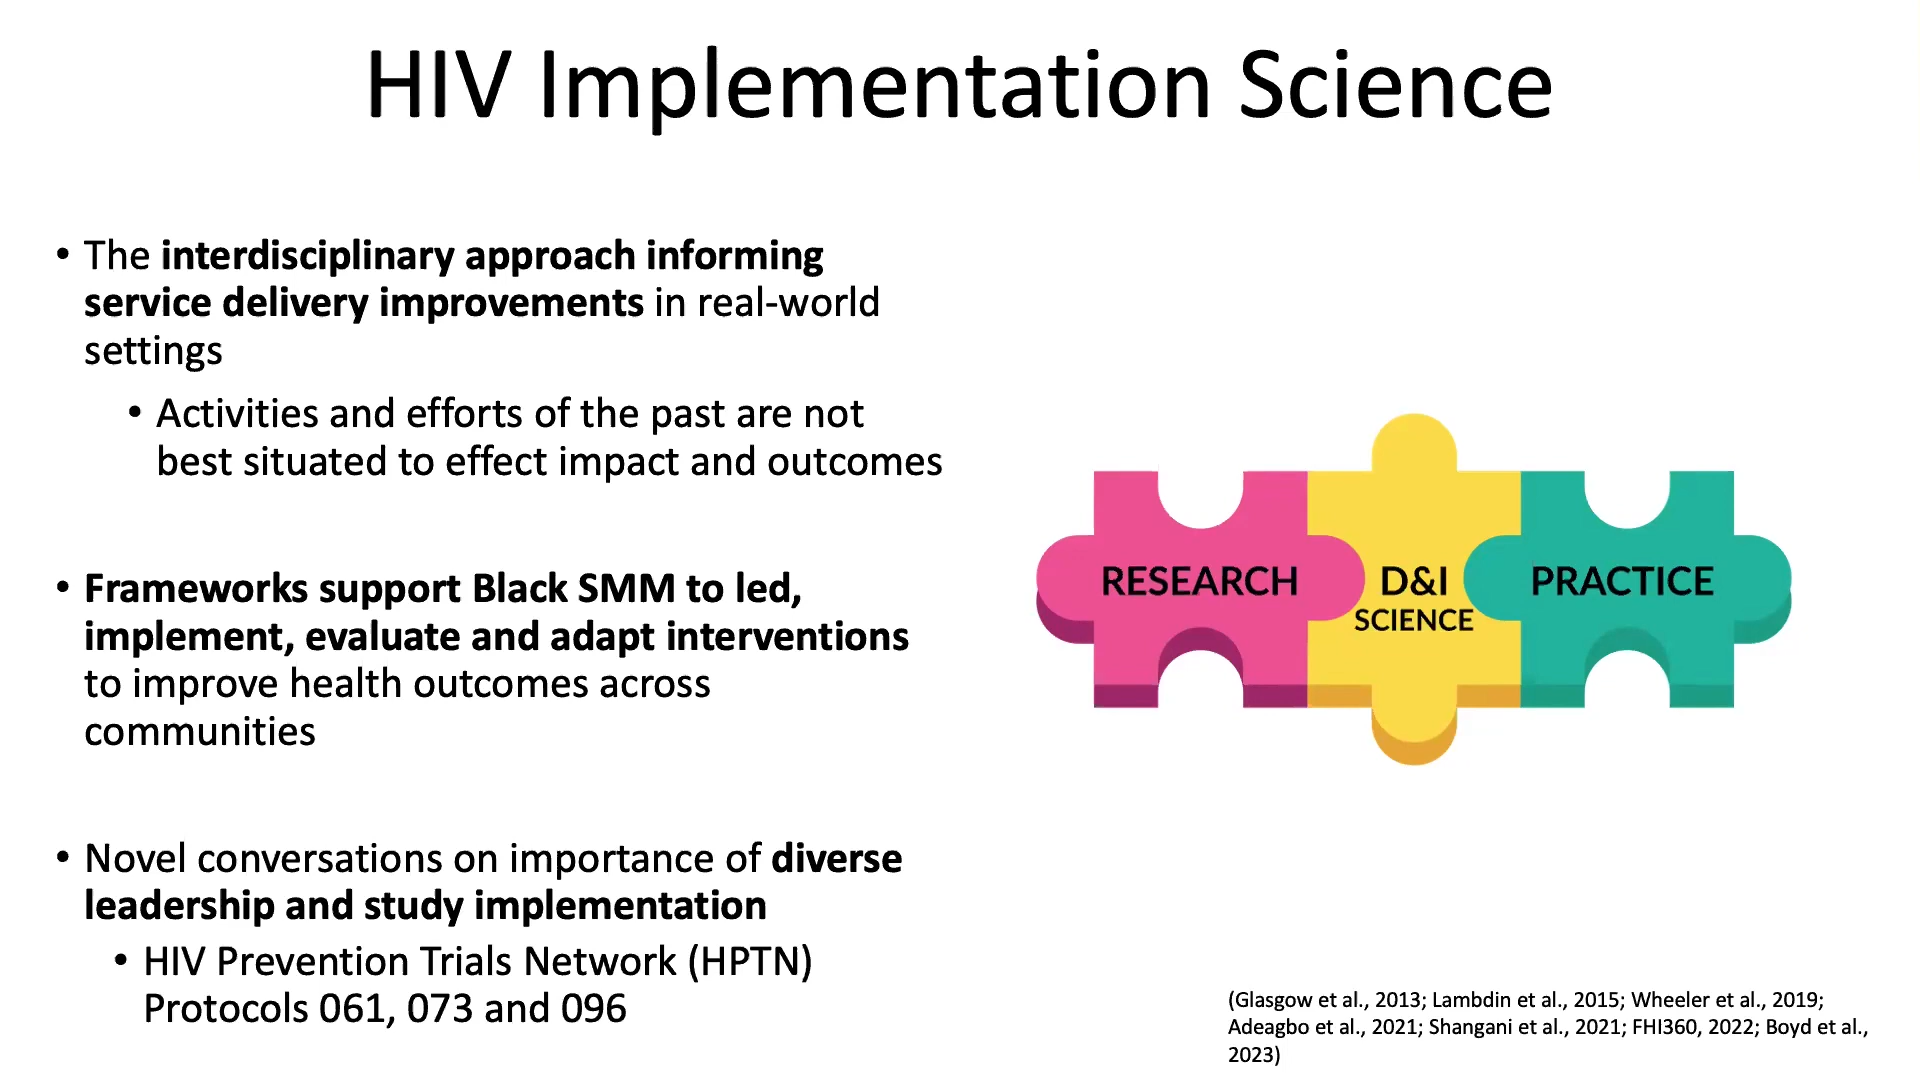 HIV Implementation Science
• The interdisciplinary approach informing
service delivery improvements in real-world
settings
• Activities and efforts of the past are not
best situated to effect impact and outcomes
• Frameworks support Black SMM to led,
implement, evaluate and adapt interventions
to improve health outcomes across
communities
• Novel conversations on importance of diverse
leadership and study implementation
• HIV Prevention Trials Network (HPTN)
Protocols 061, 073 and 096
RESEARCH
D&I
SCIENCE
PRACTICE
(Glasgow et al., 2013; Lambdin et al., 2015; Wheeler et al., 2019;
Adeagbo et al., 2021; Shangani et al., 2021; FHI360, 2022; Boyd et al.,
2023)